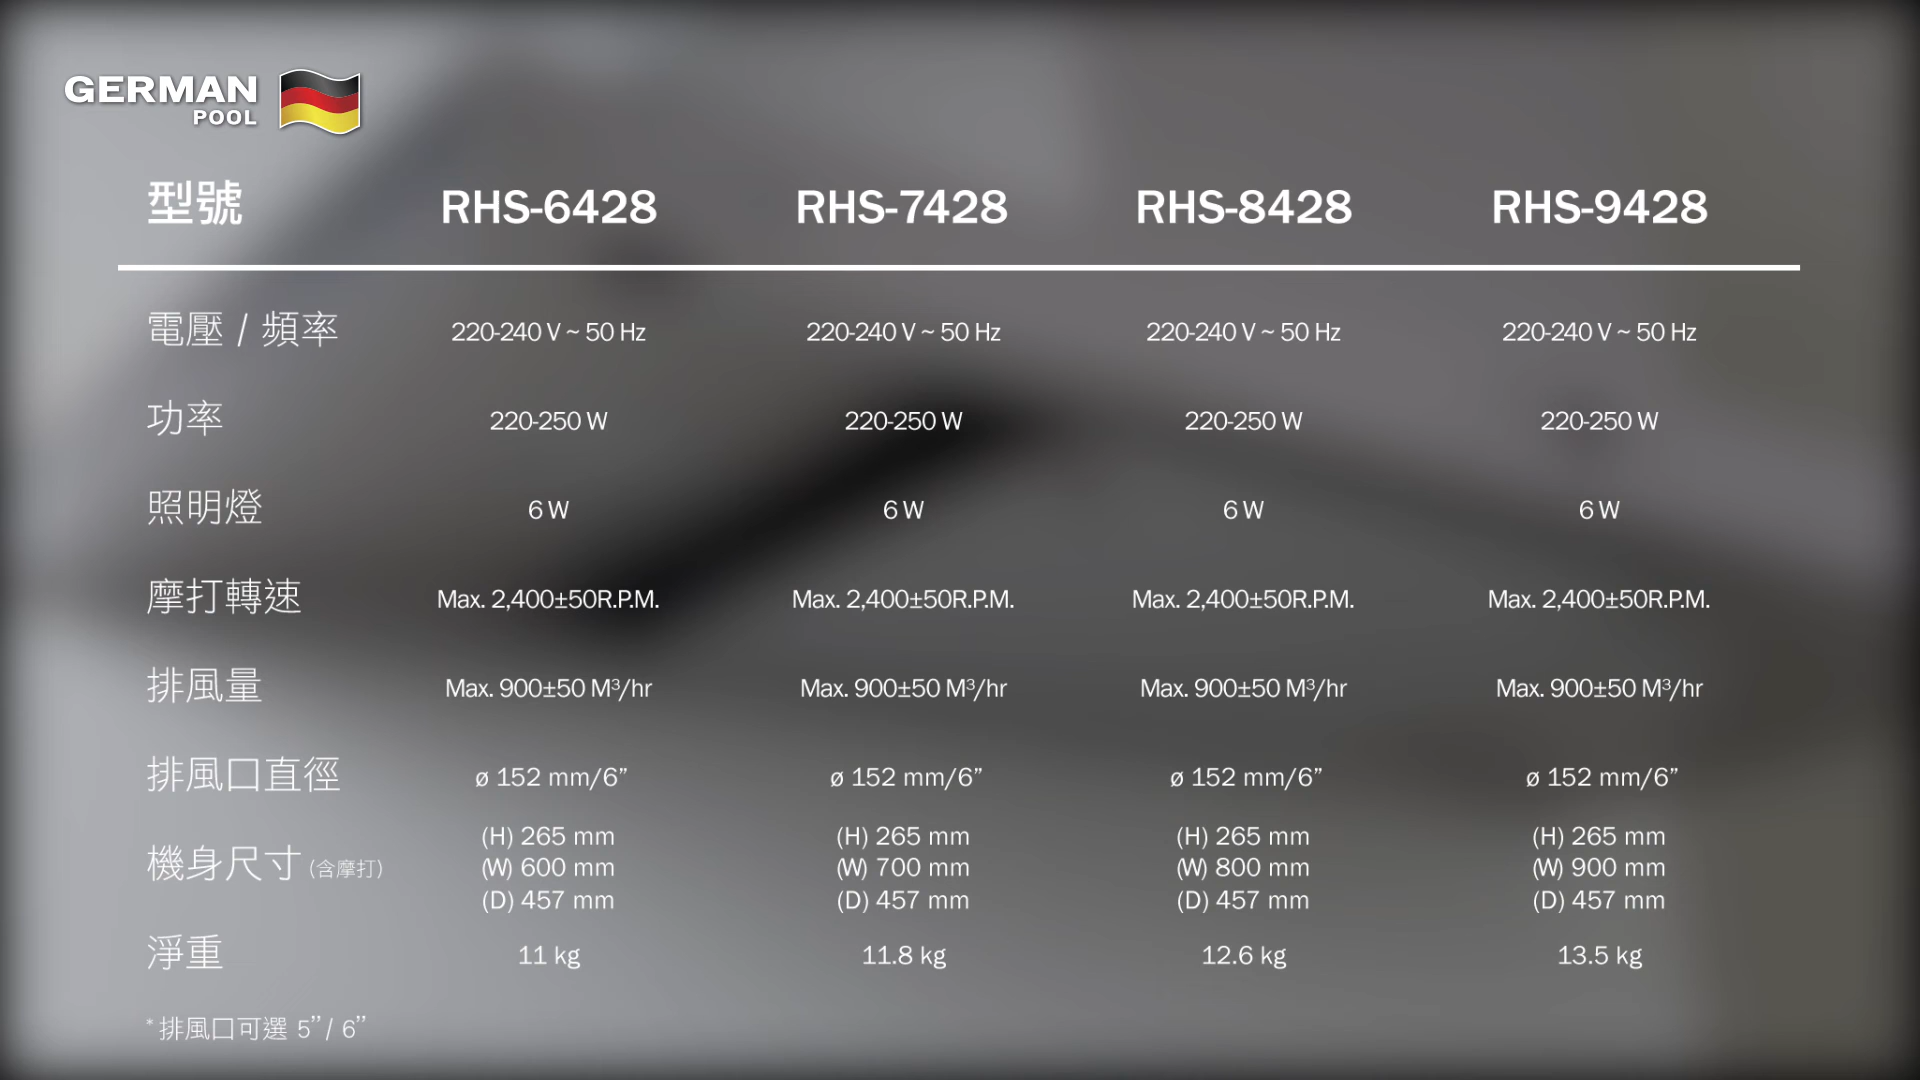 GERMAN
POOL
型號 RHS-6428 RHS-7428 RHS-8428 RHS-9428
電壓 / 頻率 220-240 V ~ 50 Hz 220-240 V ~ 50 Hz 220-240 V ~ 50 Hz 220-240 V ~ 50 Hz
功率 220-250 W 220-250 W 220-250 W 220-250 W
照明燈 6 W 6 W 6 W 6 W
摩打轉速 Max. 2,400±50R.P.M. Max. 2,400±50R.P.M. Max. 2,400±50R.P.M. Max. 2,400±50R.P.M.
排風量 Max. 900±50 M³/hr Max. 900±50 M³/hr Max. 900±50 M³/hr Max. 900±50 M³/hr
排風口直徑 ø 152 mm/6” ø 152 mm/6” ø 152 mm/6” ø 152 mm/6”
(H) 265 mm (H) 265 mm (H) 265 mm (H) 265 mm
機身尺寸 (含摩打) (W) 600 mm (W) 700 mm (W) 800 mm (W) 900 mm
(D) 457 mm (D) 457 mm (D) 457 mm (D) 457 mm
淨重 11 kg 11.8 kg 12.6 kg 13.5 kg
* 排風口可選 5”/ 6”